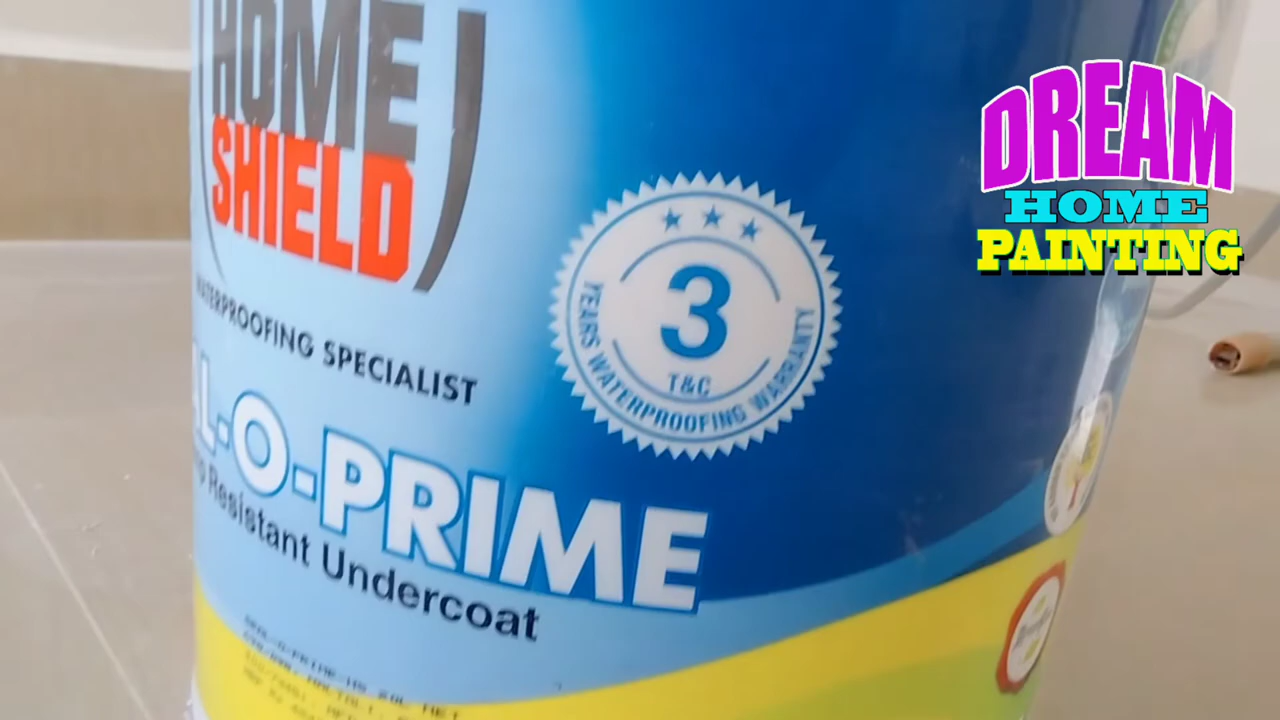 HOME
SHIELD
WATERPROOFING SPECIALIST
L-O-PRIME
Resistant Undercoat
3
YEARS WATERPROOFING WARRANTY
T&C
DREAM
HOME
PAINTING